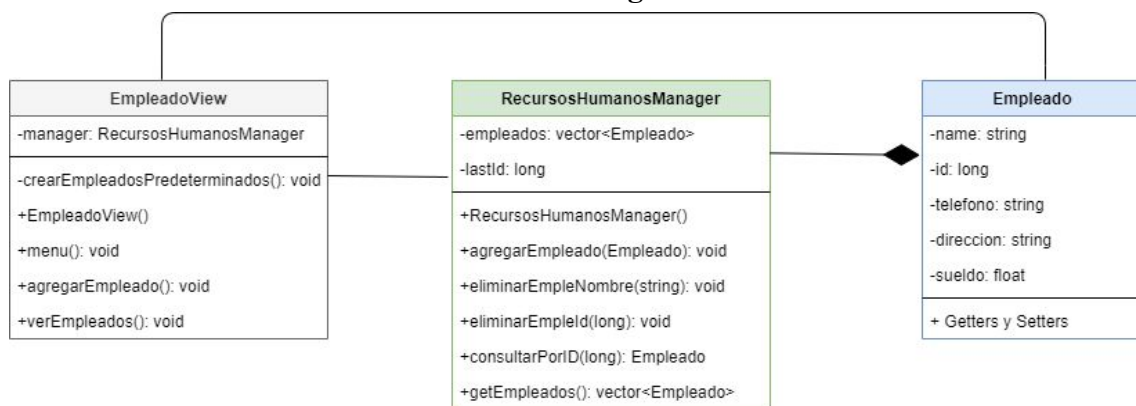 EmpleadoView
-manager: RecursosHumanosManager
-crearEmpleadosPredeterminados(): void
+EmpleadoView()
+menu(): void
+agregarEmpleado(): void
+verEmpleados(): void
RecursosHumanosManager
-empleados: vector<Empleado>
-lastId: long
+RecursosHumanosManager()
+agregarEmpleado(Empleado): void
+eliminarEmpleNombre(string): void
+eliminarEmpleId(long): void
+consultarPorID(long): Empleado
+getEmpleados(): vector<Empleado>
Empleado
-name: string
-id: long
-telefono: string
-direccion: string
-sueldo: float
+ Getters y Setters